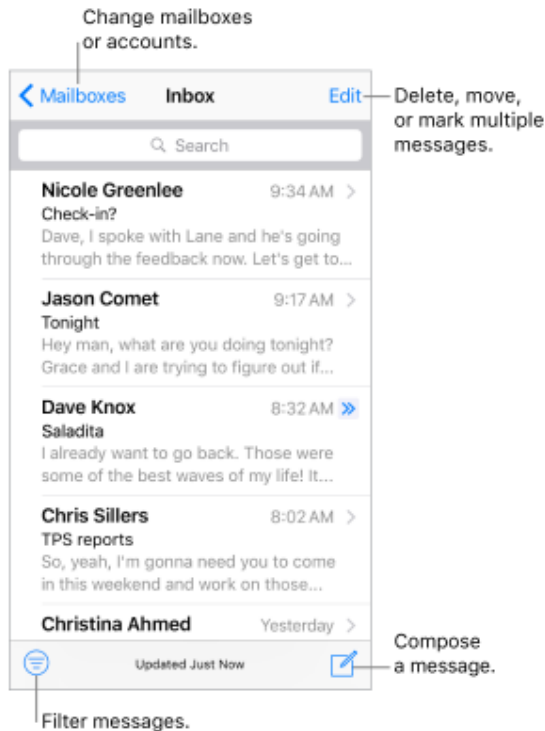 Change mailboxes
or accounts.
Mailboxes Inbox Edit
Delete, move,
or mark multiple
messages.
Search
Nicole Greenlee 9:34 AM
Check-in?
Dave, I spoke with Lane and he's going
through the feedback now. Let's get to...
Jason Comet 9:17 AM
Tonight
Hey man, what are you doing tonight?
Grace and I are trying to figure out if...
Dave Knox 8:32 AM
Saladita
I already want to go back. Those were
some of the best waves of my life! It...
Chris Sillers 8:02 AM
TPS reports
So, yeah, I'm gonna need you to come
in this weekend and work on those...
Christina Ahmed Yesterday
Updated Just Now
Compose
a message.
Filter messages.